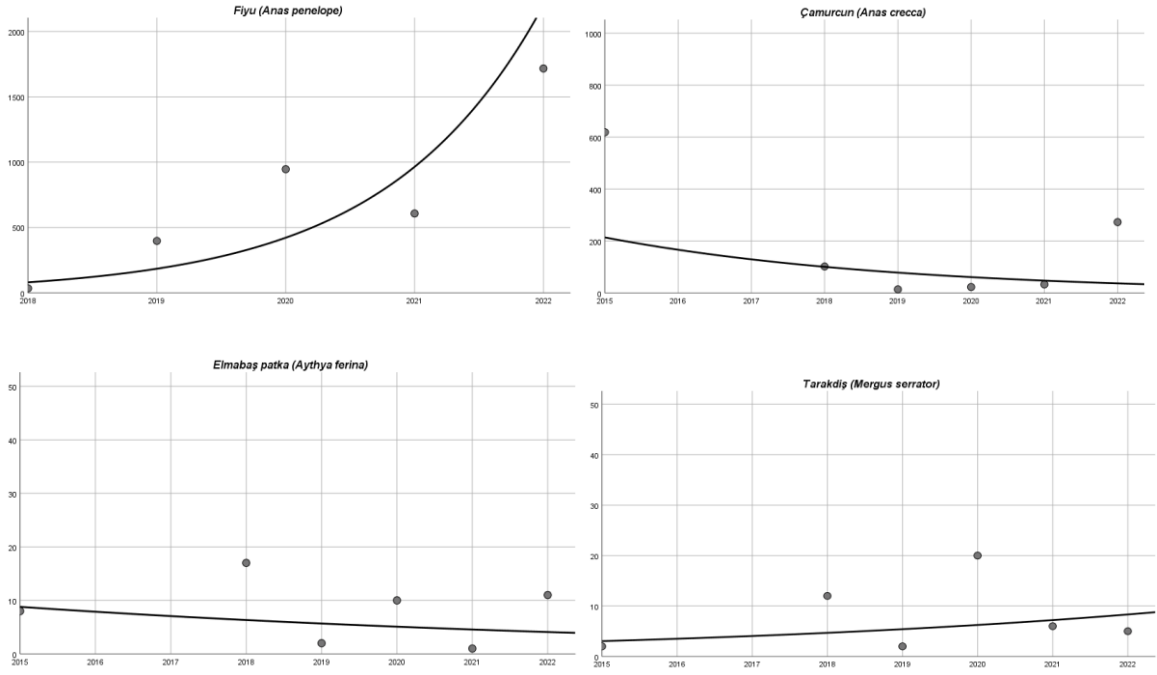 Fiyu (Anas penelope)
2000
1500
1000
500
0
2018 2019 2020 2021 2022
Çamurcun (Anas crecca)
1000
800
600
400
200
0
2015 2016 2017 2018 2019 2020 2021 2022
Elmabaş patka (Aythya ferina)
50
40
30
20
10
0
2015 2016 2017 2018 2019 2020 2021 2022
Tarakdiş (Mergus serrator)
50
40
30
20
10
0
2015 2016 2017 2018 2019 2020 2021 2022